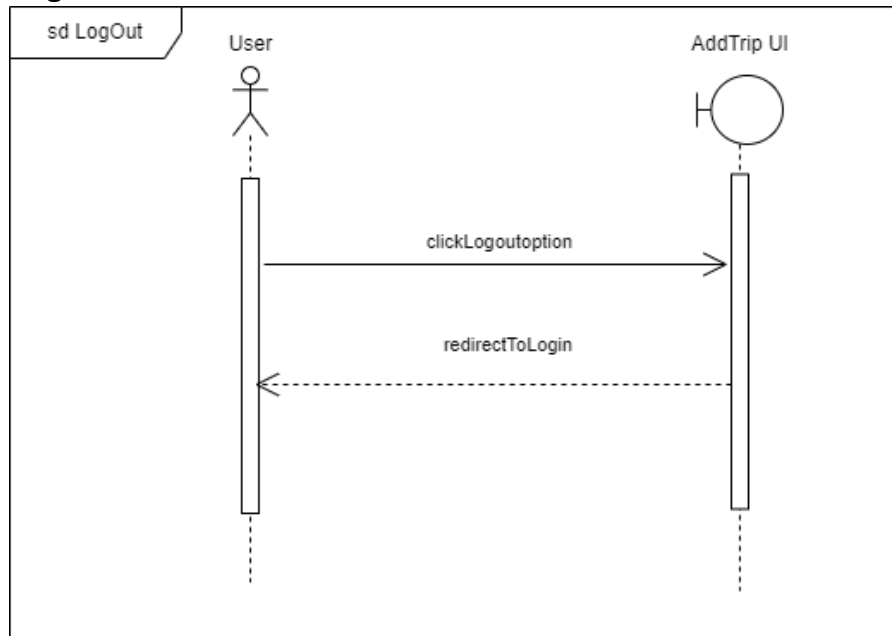 sd LogOut
User
AddTrip UI
clickLogoutoption
redirectToLogin